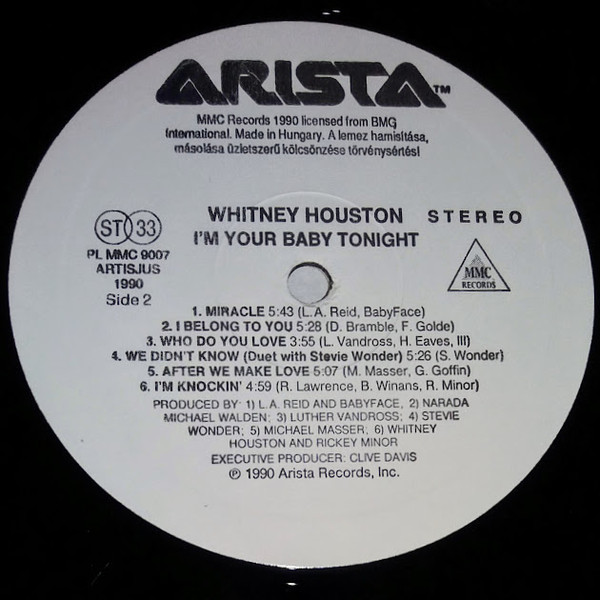 ARISTA™
MMC Records 1990 licensed from BMG
International. Made in Hungary. A lemez hamisítása,
másolása üzletszerű kölcsönzése törvénysértés!
WHITNEY HOUSTON STEREO
I'M YOUR BABY TONIGHT
ST 33
PL MMC 9007
ARTISJUS
1990
Side 2
MMC
RECORDS
1. MIRACLE 5:43 (L.A. Reid, BabyFace)
2. I BELONG TO YOU 5:28 (D. Bramble, F. Golde)
3. WHO DO YOU LOVE 3:55 (L. Vandross, H. Eaves, III)
4. WE DIDN'T KNOW (Duet with Stevie Wonder) 5:26 (S. Wonder)
5. AFTER WE MAKE LOVE 5:07 (M. Masser, G. Goffin)
6. I'M KNOCKIN' 4:59 (R. Lawrence, B. Winans, R. Minor)
PRODUCED BY: 1) L.A. REID AND BABYFACE, 2) NARADA
MICHAEL WALDEN; 3) LUTHER VANDROSS; 4) STEVIE
WONDER; 5) MICHAEL MASSER; 6) WHITNEY
HOUSTON AND RICKEY MINOR
EXECUTIVE PRODUCER: CLIVE DAVIS
℗ 1990 Arista Records, Inc.